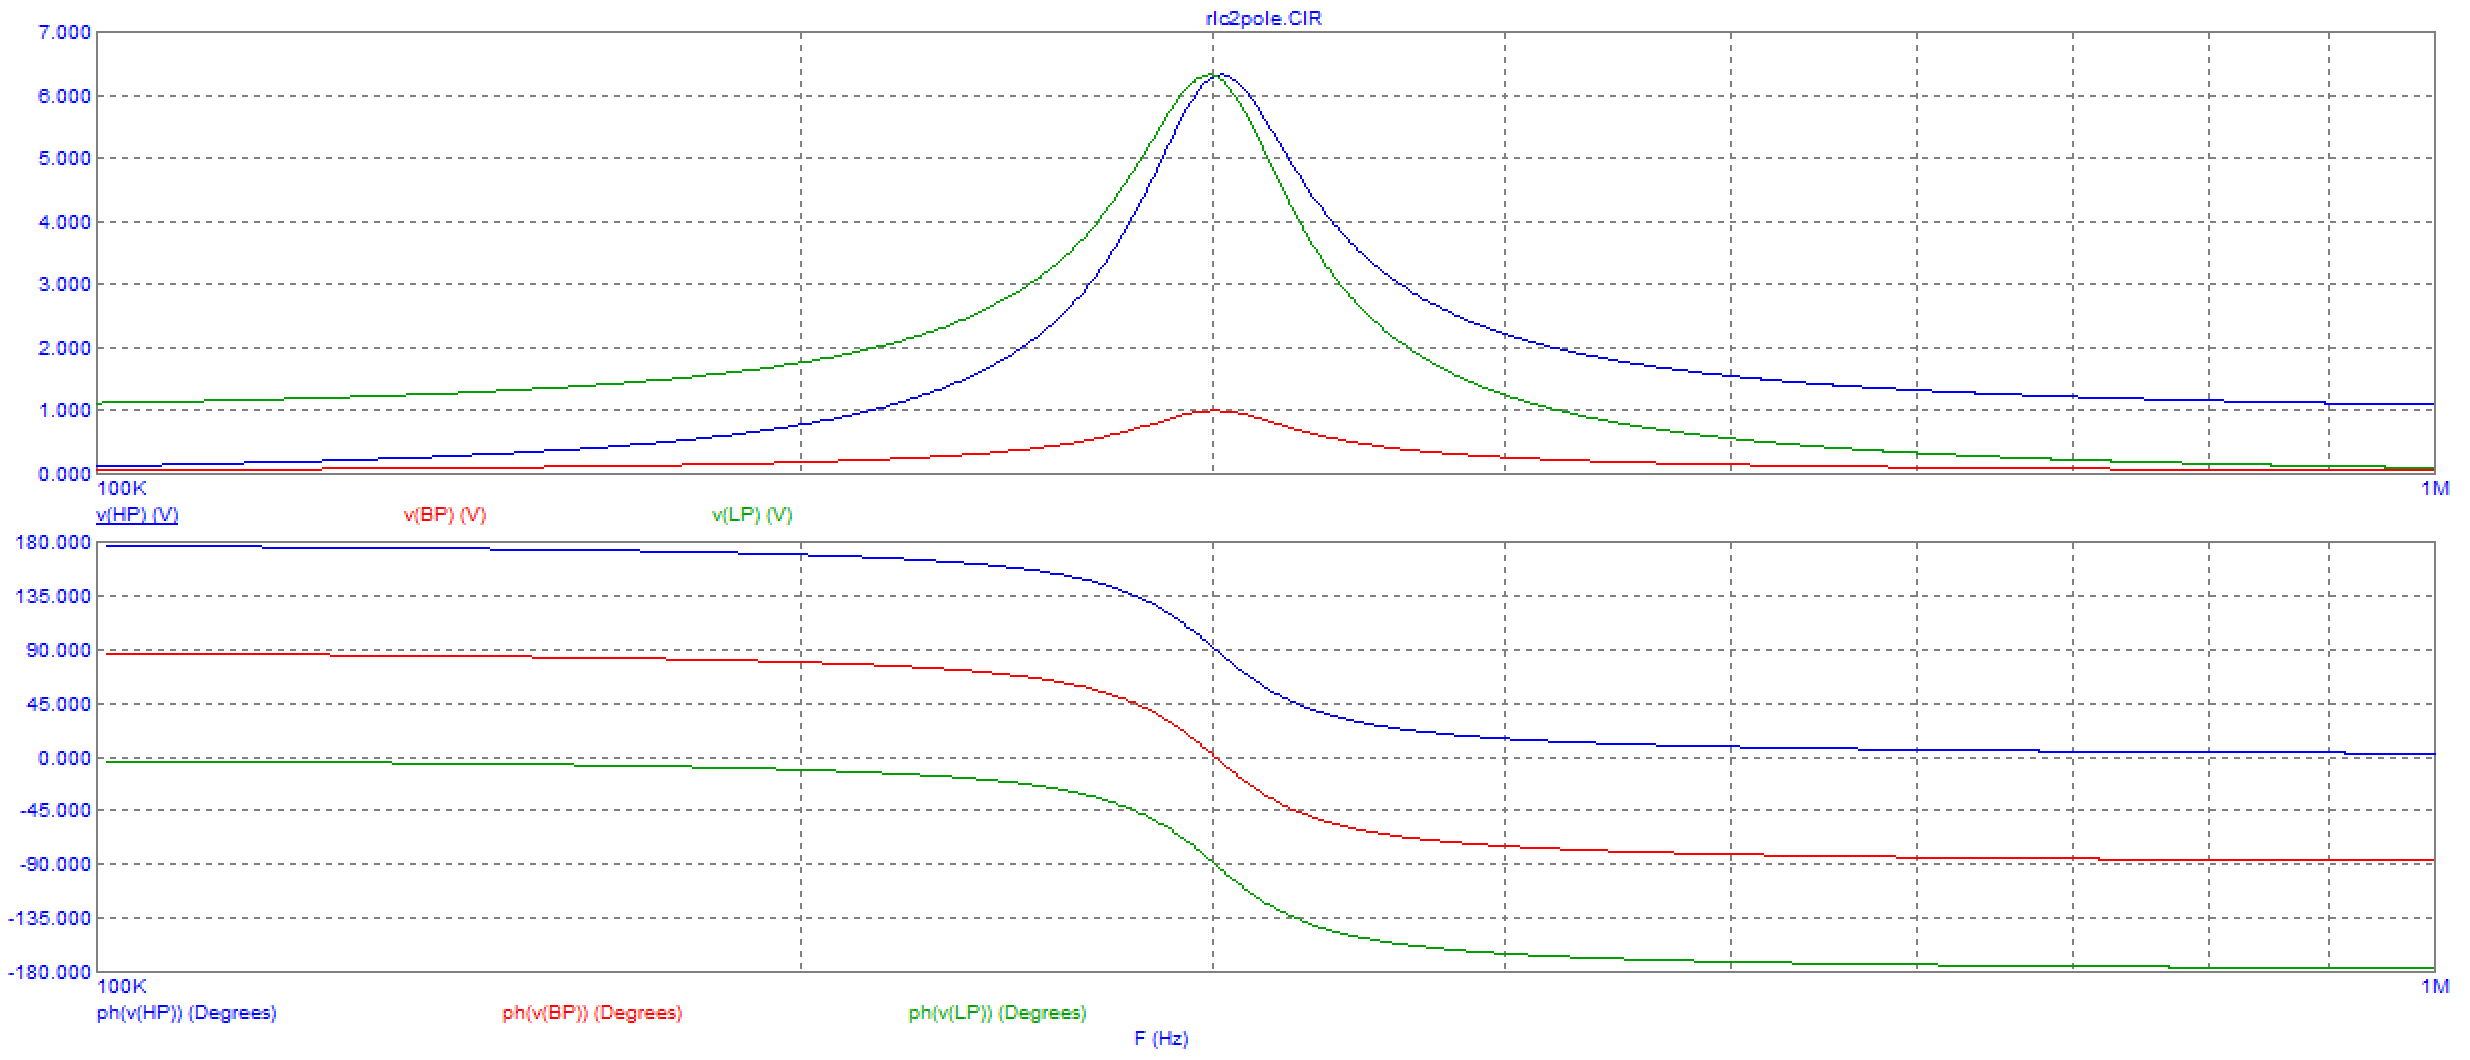 rlc2pole.CIR
7.000
6.000
5.000
4.000
3.000
2.000
1.000
0.000
100K 1M
v(HP) (V) v(BP) (V) v(LP) (V)
180.000
135.000
90.000
45.000
0.000
-45.000
-90.000
-135.000
-180.000
100K 1M
ph(v(HP)) (Degrees) ph(v(BP)) (Degrees) ph(v(LP)) (Degrees)
F (Hz)